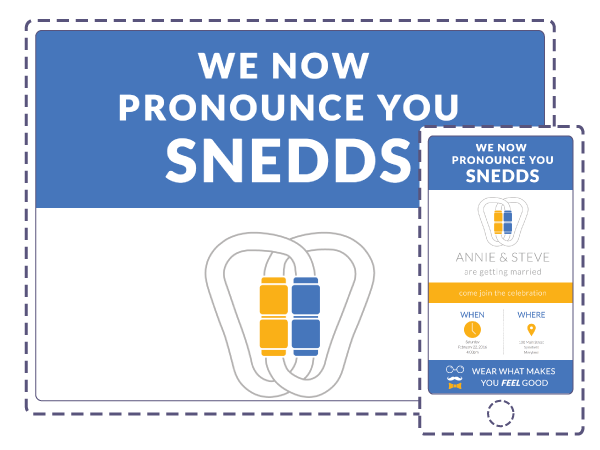 WE NOW
PRONOUNCE YOU
SNEDDS
WE NOW
PRONOUNCE YOU
SNEDDS
ANNIE & STEVE
are getting married
come join the celebration
WHEN
WHERE
Saturday
WEAR WHAT MAKES
YOU FEEL GOOD